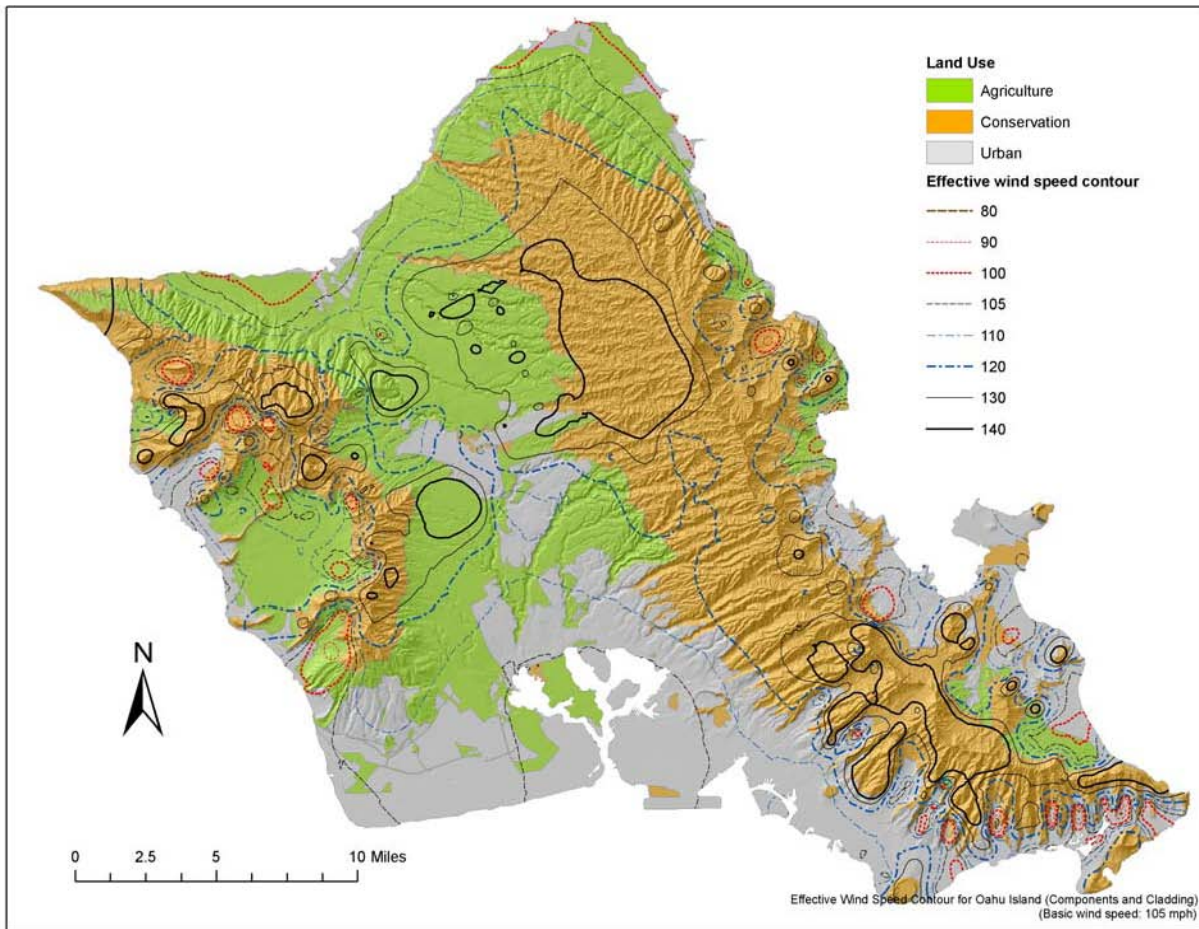 Land Use
Agriculture
Conservation
Urban
Effective wind speed contour
80
90
100
105
110
120
130
140
N
0 2.5 5 10 Miles
Effective Wind Speed Contour for Oahu Island (Components and Cladding)
(Basic wind speed: 105 mph)